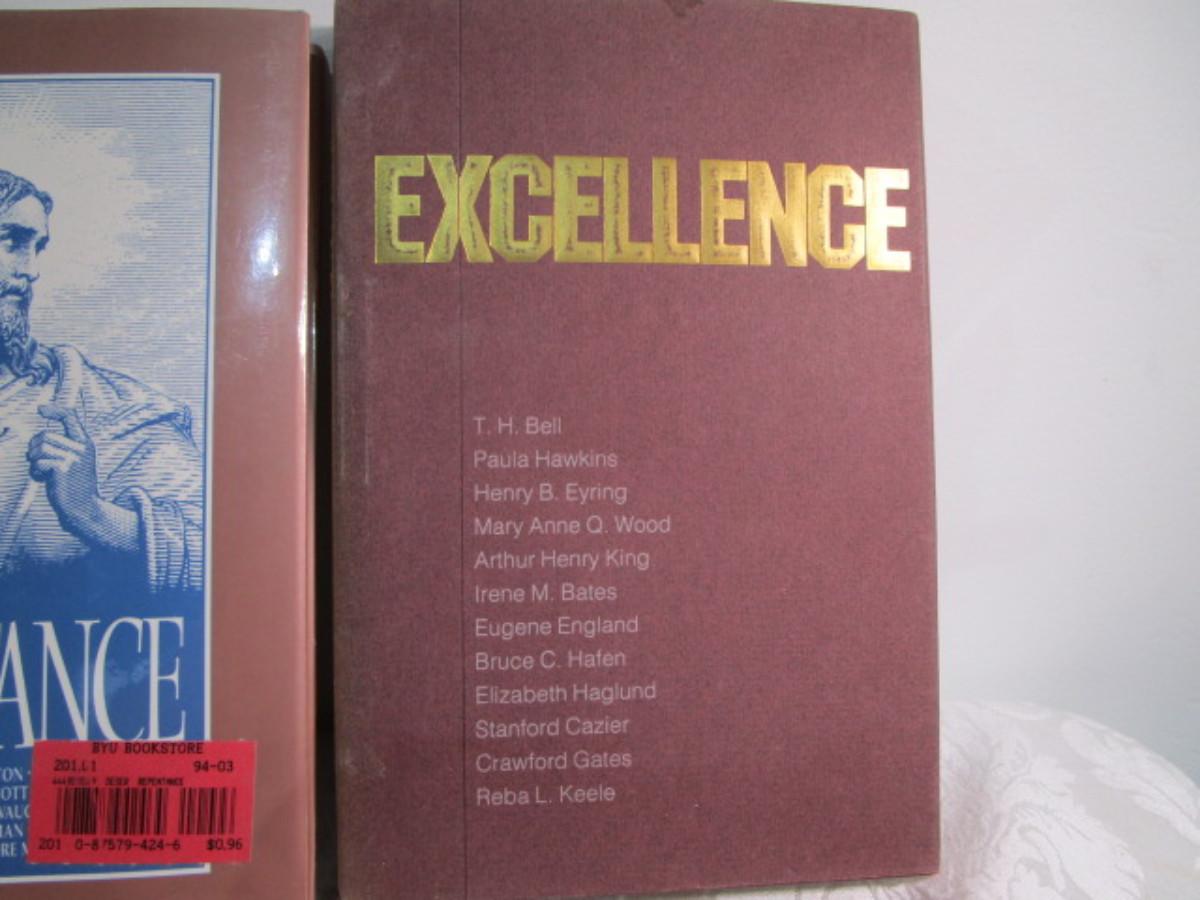 ANCE
BYU BOOKSTORE
94-03
REPENTANCE
201 0-87579-424-6 $0.96
EXCELLENCE
T. H. Bell
Paula Hawkins
Henry B. Eyring
Mary Anne Q. Wood
Arthur Henry King
Irene M. Bates
Eugene England
Bruce C. Hafen
Elizabeth Haglund
Stanford Cazier
Crawford Gates
Reba L. Keele